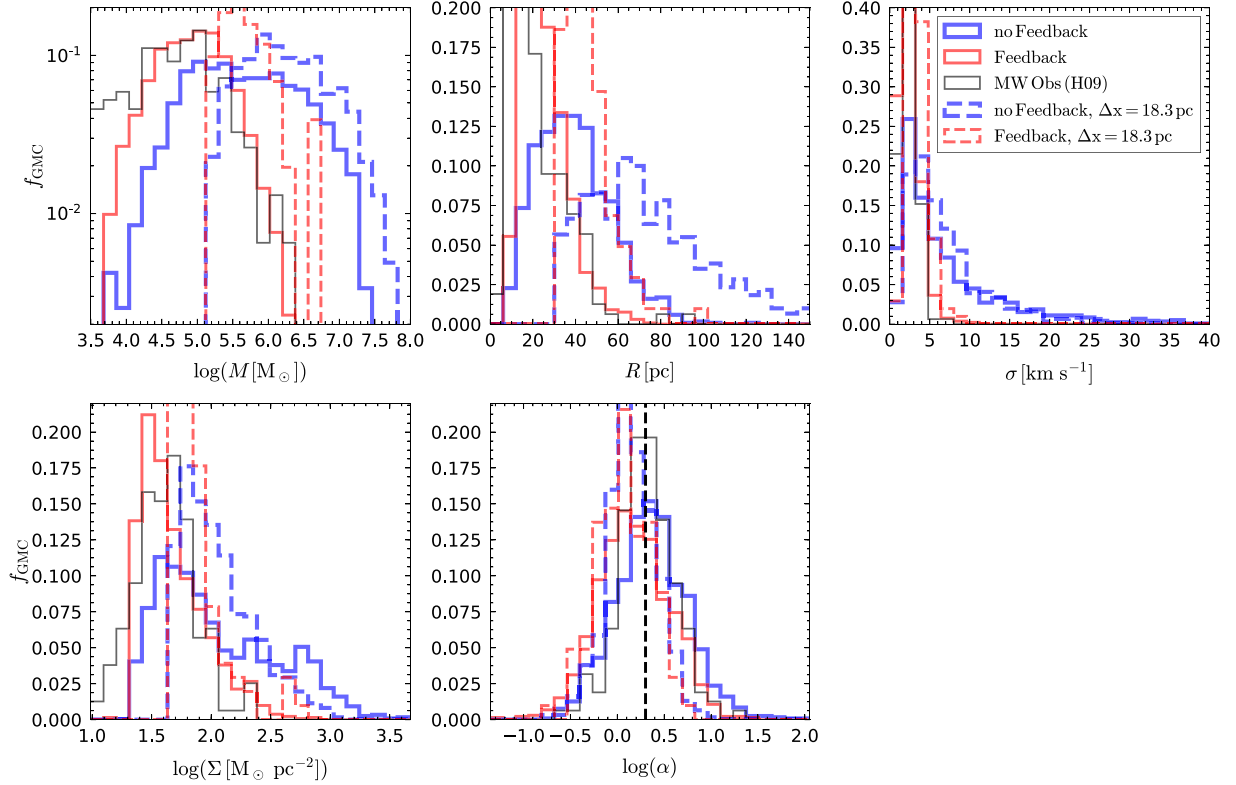 10⁻¹
10⁻²
f_GMC
3.5 4.0 4.5 5.0 5.5 6.0 6.5 7.0 7.5 8.0
log(M [M⊙])
0.200
0.175
0.150
0.125
0.100
0.075
0.050
0.025
0.000
0 20 40 60 80 100 120 140
R [pc]
0.40
0.35
0.30
0.25
0.20
0.15
0.10
0.05
0.00
0 5 10 15 20 25 30 35 40
σ [km s⁻¹]
no Feedback
Feedback
MW Obs (H09)
no Feedback, Δx = 18.3 pc
Feedback, Δx = 18.3 pc
0.200
0.175
0.150
0.125
0.100
0.075
0.050
0.025
0.000
f_GMC
1.0 1.5 2.0 2.5 3.0 3.5
log(Σ [M⊙ pc⁻²])
0.200
0.175
0.150
0.125
0.100
0.075
0.050
0.025
0.000
−1.0 −0.5 0.0 0.5 1.0 1.5 2.0
log(α)